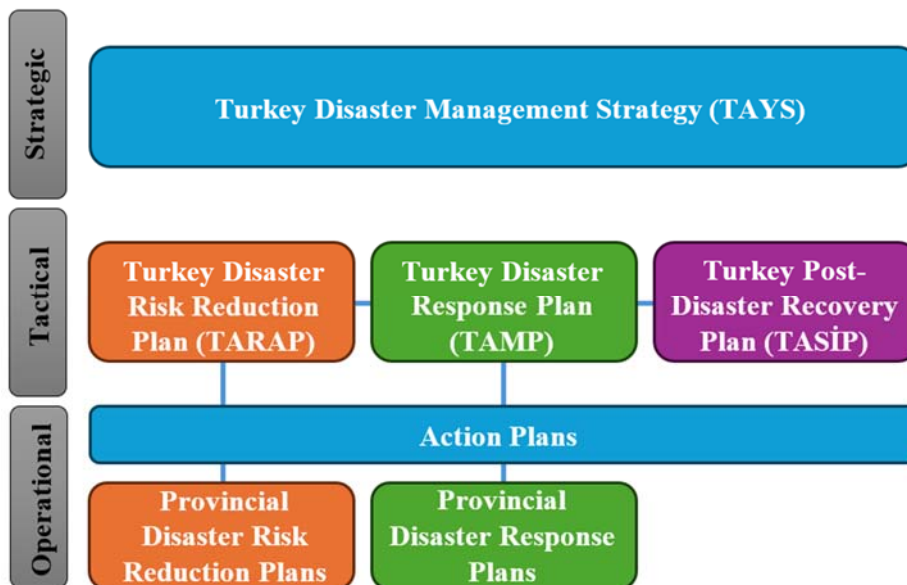 Strategic
Turkey Disaster Management Strategy (TAYS)
Tactical
Turkey Disaster
Risk Reduction
Plan (TARAP)
Turkey Disaster
Response Plan
(TAMP)
Turkey Post-
Disaster Recovery
Plan (TASİP)
Operational
Action Plans
Provincial
Disaster Risk
Reduction Plans
Provincial
Disaster Response
Plans